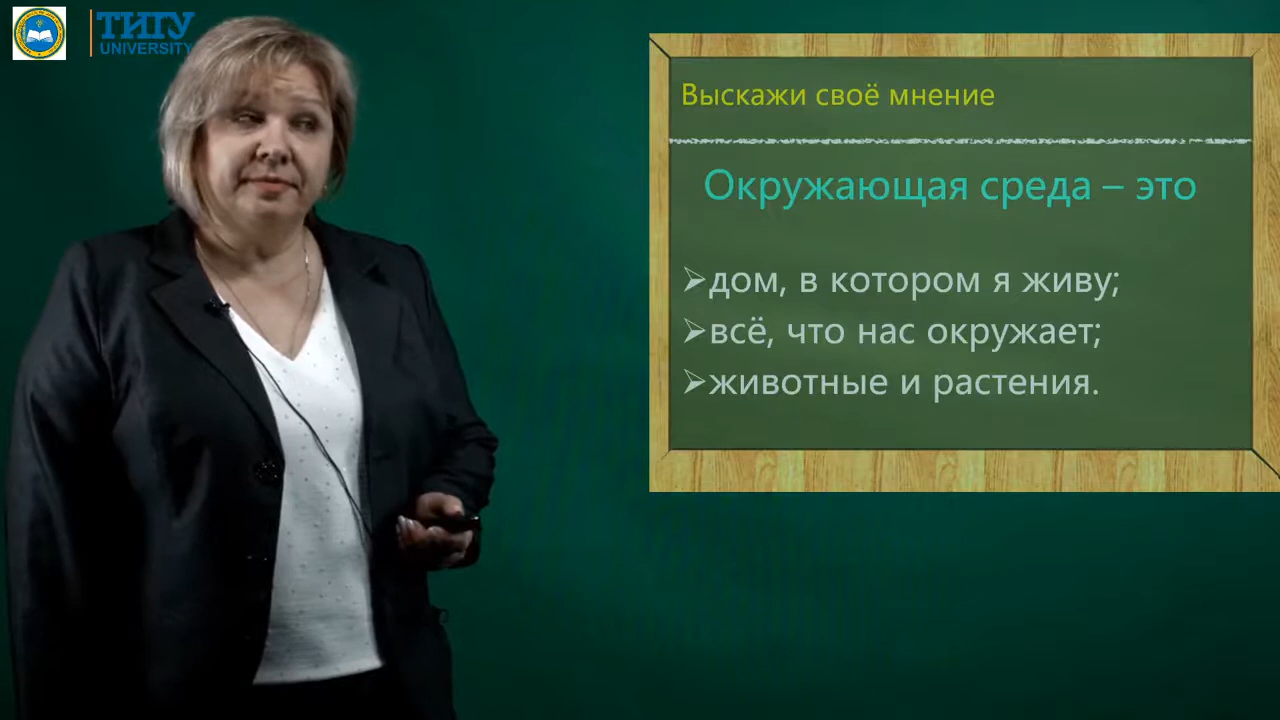 ТИГУ
UNIVERSITY
Выскажи своё мнение
Окружающая среда – это
⮚дом, в котором я живу;
⮚всё, что нас окружает;
⮚животные и растения.